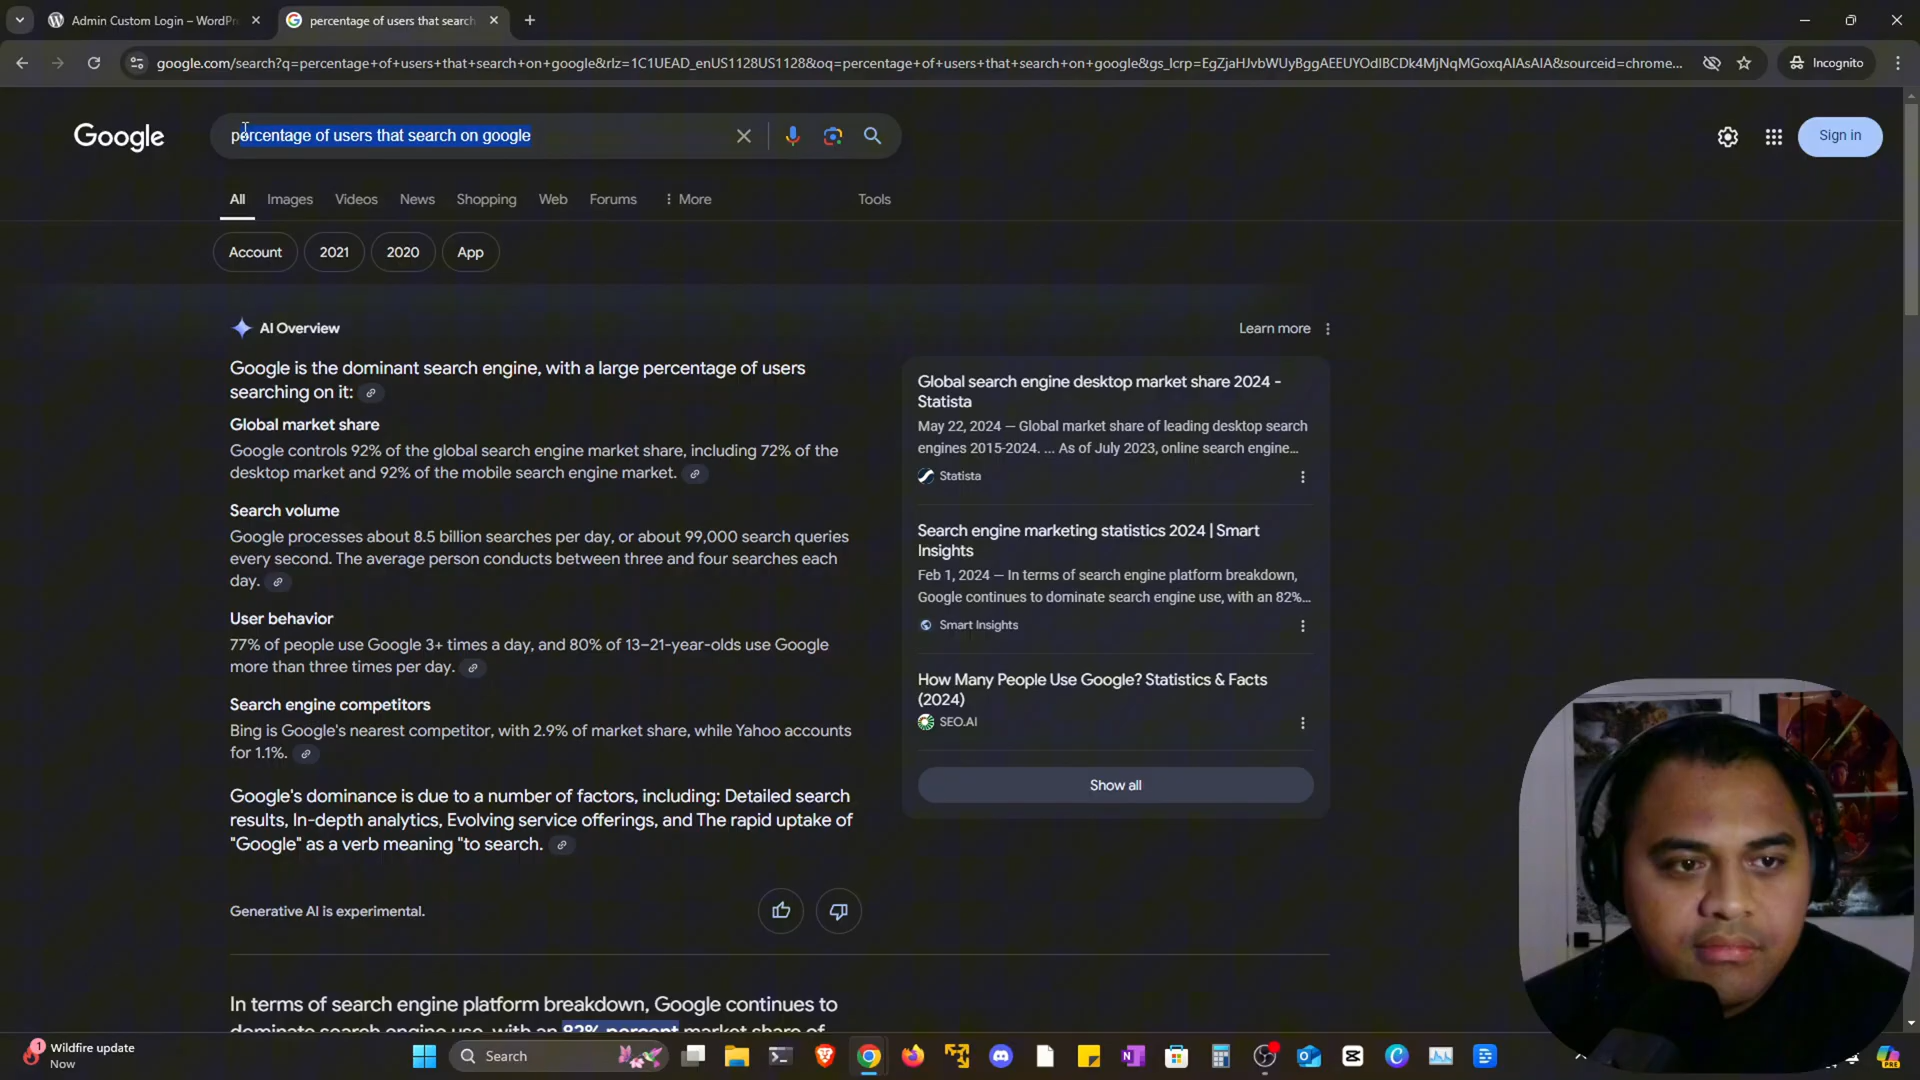 Admin Custom Login – WordPr
percentage of users that search
google.com/search?q=percentage+of+users+that+search+on+google&rlz=1C1UEAD_enUS1128US1128&oq=percentage+of+users+that+search+on+google&gs_lcrp=EgZjaHJvbWUyBggAEEUYOdIBCDk4MjNqMGoxqAIAsAIA&sourceid=chrome...
Incognito
Google
percentage of users that search on google
Sign in
All
Images
Videos
News
Shopping
Web
Forums
More
Tools
Account
2021
2020
App
AI Overview
Learn more
Google is the dominant search engine, with a large percentage of users
searching on it:
Global market share
Google controls 92% of the global search engine market share, including 72% of the
desktop market and 92% of the mobile search engine market.
Search volume
Google processes about 8.5 billion searches per day, or about 99,000 search queries
every second. The average person conducts between three and four searches each
day.
User behavior
77% of people use Google 3+ times a day, and 80% of 13–21-year-olds use Google
more than three times per day.
Search engine competitors
Bing is Google's nearest competitor, with 2.9% of market share, while Yahoo accounts
for 1.1%.
Google's dominance is due to a number of factors, including: Detailed search
results, In-depth analytics, Evolving service offerings, and The rapid uptake of
"Google" as a verb meaning "to search.
Generative AI is experimental.
Global search engine desktop market share 2024 -
Statista
May 22, 2024 — Global market share of leading desktop search
engines 2015-2024. ... As of July 2023, online search engine...
Statista
Search engine marketing statistics 2024 | Smart
Insights
Feb 1, 2024 — In terms of search engine platform breakdown,
Google continues to dominate search engine use, with an 82%...
Smart Insights
How Many People Use Google? Statistics & Facts
(2024)
SEO.AI
Show all
In terms of search engine platform breakdown, Google continues to
dominate search engine use, with an 82% percent market share of
1
Wildfire update
Now
Search
PRE